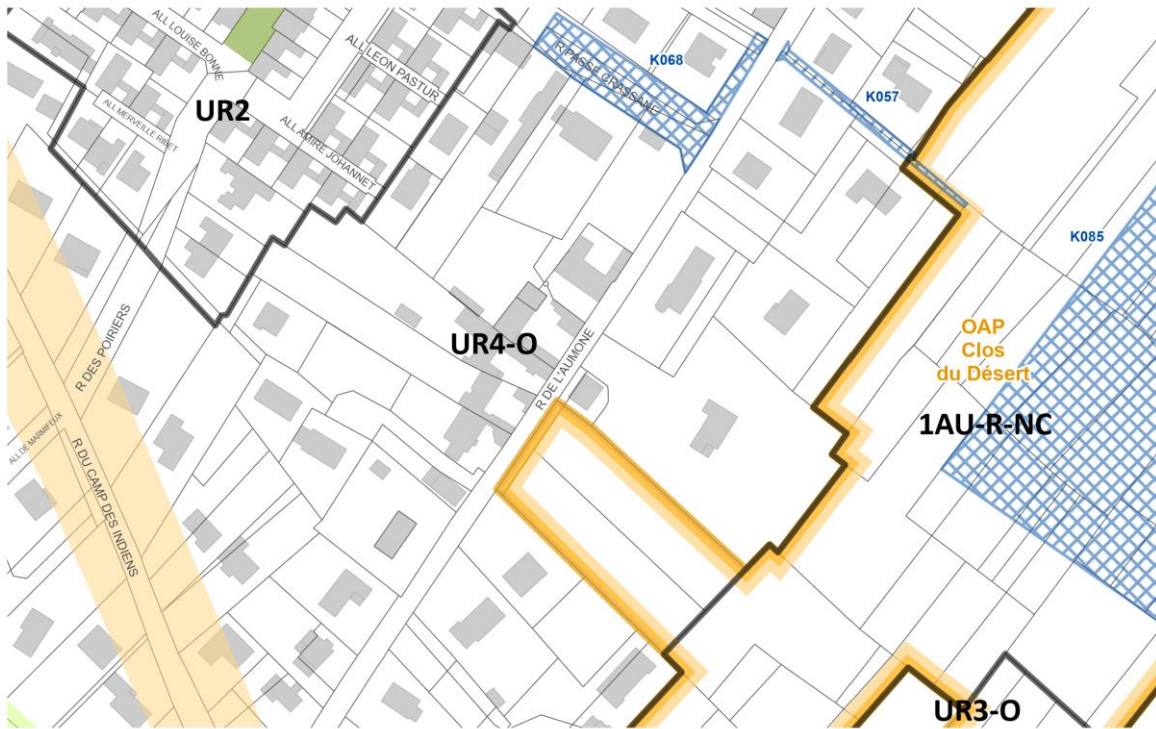 ALL LOUISE BONNE
ALL LEON PASTUR
R PASSE CRASSANE
K068
K057
UR2
ALL MERVEILLE RIBET
ALL AMIRE JOHANNET
K085
R DES POIRIERS
UR4-O
R DE L'AUMONE
OAP
Clos
du Désert
1AU-R-NC
ALL DE MARMIFEUX
R DU CAMP DES INDIENS
UR3-O